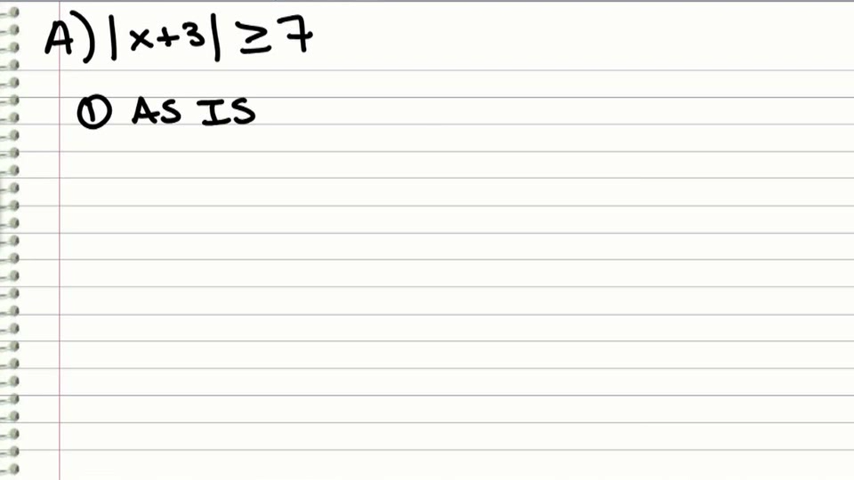 A) |x+3| ≥ 7
① AS IS